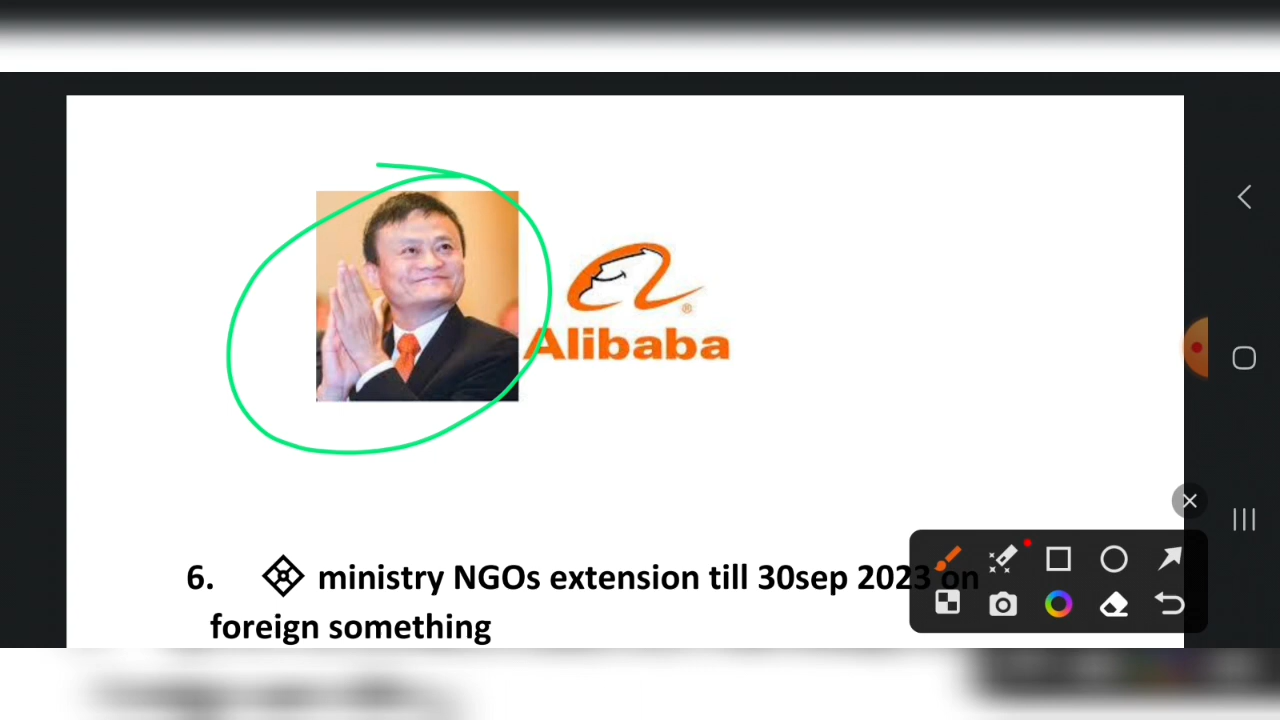 Alibaba
6. ministry NGOs extension till 30sep 2023 on
foreign something